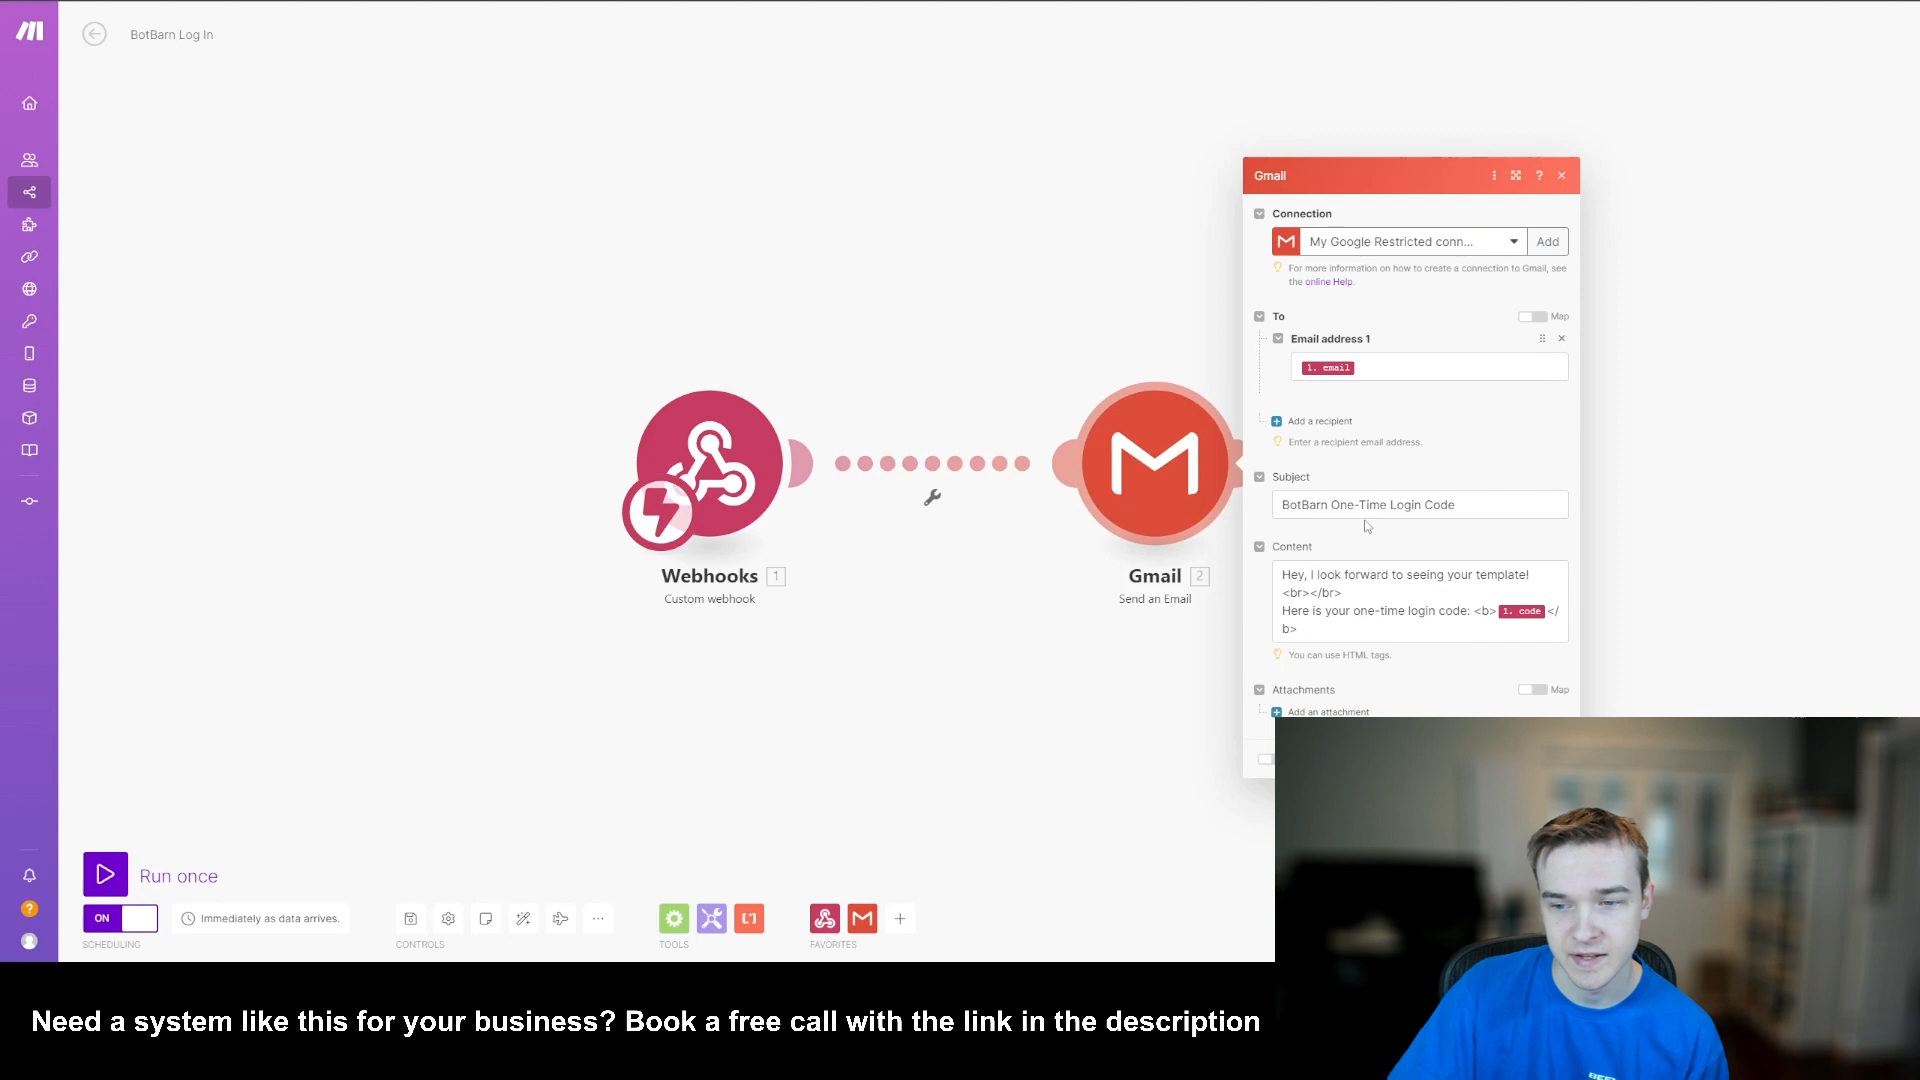 BotBarn Log In
Gmail
?
Connection
My Google Restricted conn...
Add
For more information on how to create a connection to Gmail, see
the online Help.
To
Map
Email address 1
1. email
Add a recipient
Enter a recipient email address.
Subject
BotBarn One-Time Login Code
Content
Hey, I look forward to seeing your template!
<br></br>
Here is your one-time login code: <b> 1. code </
b>
You can use HTML tags.
Attachments
Map
Add an attachment
Webhooks 1
Custom webhook
Gmail 2
Send an Email
Run once
ON
Immediately as data arrives.
SCHEDULING
CONTROLS
TOOLS
FAVORITES
?
Need a system like this for your business? Book a free call with the link in the description